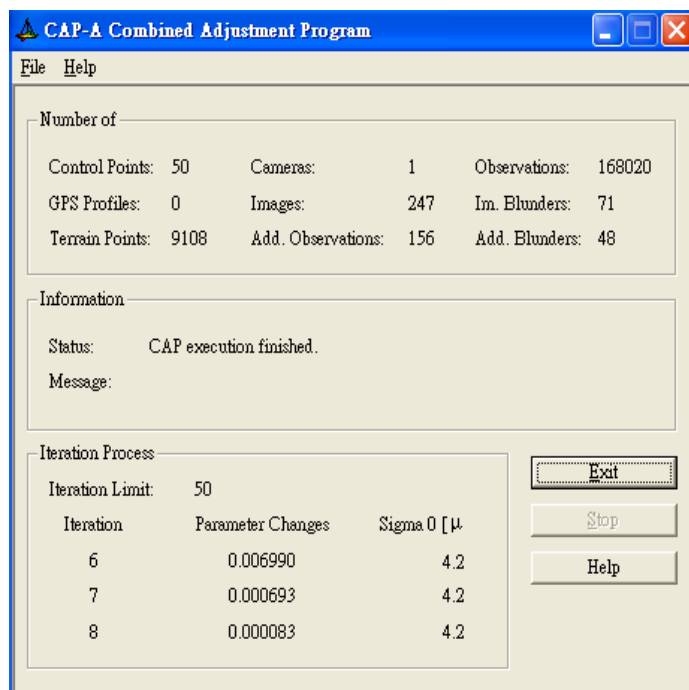 CAP-A Combined Adjustment Program
File Help
Number of
Control Points: 50 Cameras: 1 Observations: 168020
GPS Profiles: 0 Images: 247 Im. Blunders: 71
Terrain Points: 9108 Add. Observations: 156 Add. Blunders: 48
Information
Status: CAP execution finished.
Message:
Iteration Process
Iteration Limit: 50
Iteration Parameter Changes Sigma 0 [μ
6 0.006990 4.2
7 0.000693 4.2
8 0.000083 4.2
Exit
Stop
Help